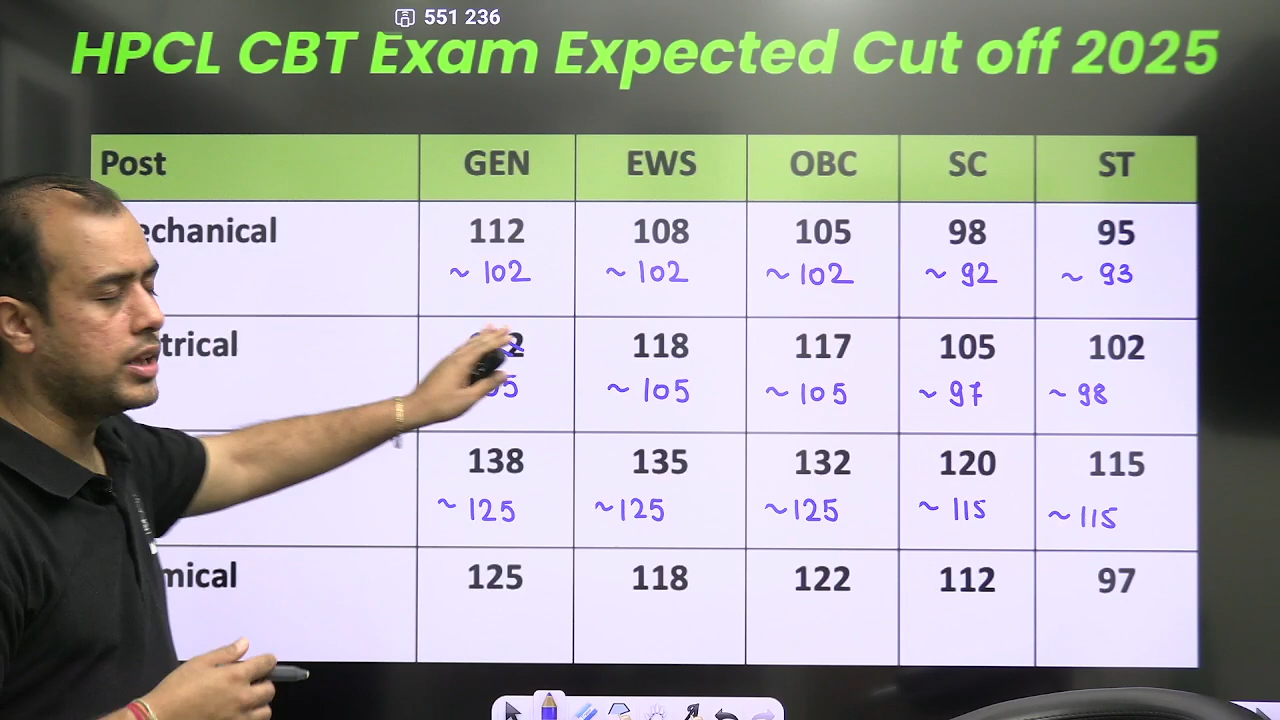 551 236
HPCL CBT Exam Expected Cut off 2025
Post GEN EWS OBC SC ST
echanical 112 108 105 98 95
~ 102 ~ 102 ~ 102 ~ 92 ~ 93
trical 2 118 117 105 102
5 ~ 105 ~ 105 ~ 97 ~ 98
138 135 132 120 115
~ 125 ~ 125 ~ 125 ~ 115 ~ 115
mical 125 118 122 112 97